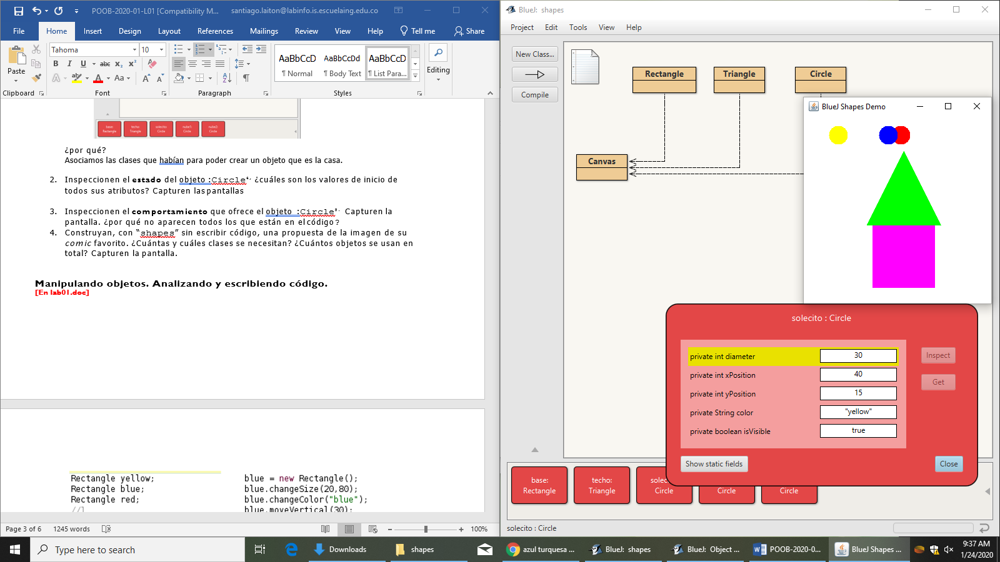 POOB-2020-01-L01 [Compatibility M...
santiago.laiton@labinfo.is.escuelaing.edu.co
File Home Insert Design Layout References Mailings Review View Help Tell me Share
Paste
Clipboard
Tahoma 10
B I U abc x₂ x²
Aa
Font
Paragraph
AaBbCcD AaBbCcDd AaBbCcD
¶ Normal ¶ Body Text ¶ List Para...
Styles
Editing
base: techo: solecito: nube1: nube2:
Rectangle Triangle Circle Circle Circle
¿por qué?
Asociamos las clases que habían para poder crear un objeto que es la casa.
2. Inspeccionen el estado del objeto :Circle⁴· ¿cuáles son los valores de inicio de
todos sus atributos? Capturen las pantallas
3. Inspeccionen el comportamiento que ofrece el objeto :Circle Capturen la
pantalla. ¿por qué no aparecen todos los que están en el código?
4. Construyan, con "shapes" sin escribir código, una propuesta de la imagen de su
comic favorito. ¿Cuántas y cuáles clases se necesitan? ¿Cuántos objetos se usan en
total? Capturen la pantalla.
Manipulando objetos. Analizando y escribiendo código.
[En lab01.doc]
Rectangle yellow;
Rectangle blue;
Rectangle red;
//1
blue = new Rectangle();
blue.changeSize(20,80);
blue.changeColor("blue");
blue.moveVertical(30);
Page 3 of 6 1245 words 100%
BlueJ: shapes
Project Edit Tools View Help
New Class...
Compile
Rectangle
Triangle
Circle
Canvas
BlueJ Shapes Demo
solecito : Circle
private int diameter 30
private int xPosition 40
private int yPosition 15
private String color "yellow"
private boolean isVisible true
Inspect
Get
Show static fields
Close
base:
Rectangle
techo:
Triangle
solec
Circle
Circle
Circle
solecito : Circle
Type here to search
Downloads
shapes
azul turquesa ...
BlueJ: shapes
BlueJ: Object ...
POOB-2020-0...
BlueJ Shapes ...
9:37 AM
1/24/2020